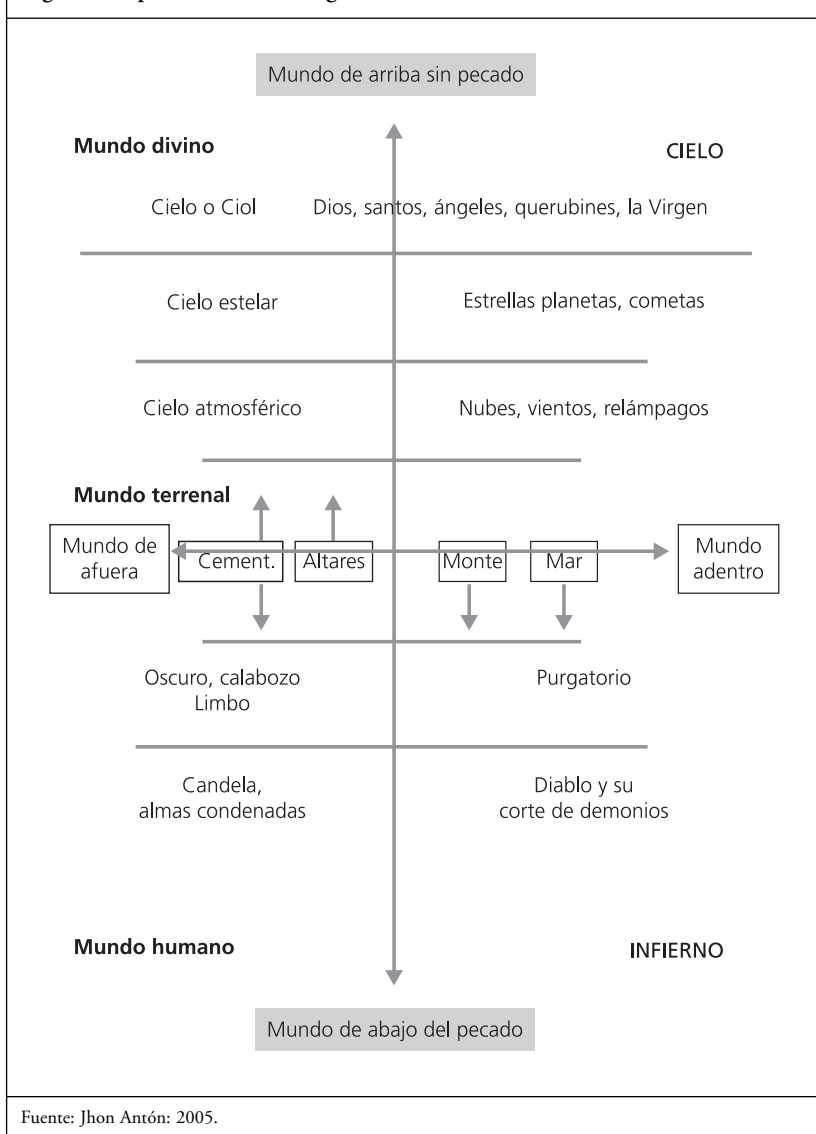 Mundo de arriba sin pecado
Mundo divino
CIELO
Cielo o Ciol
Dios, santos, ángeles, querubines, la Virgen
Cielo estelar
Estrellas planetas, cometas
Cielo atmosférico
Nubes, vientos, relámpagos
Mundo terrenal
Mundo de
afuera
Cement.
Altares
Monte
Mar
Mundo
adentro
Oscuro, calabozo
Limbo
Purgatorio
Candela,
almas condenadas
Diablo y su
corte de demonios
Mundo humano
INFIERNO
Mundo de abajo del pecado
Fuente: Jhon Antón: 2005.